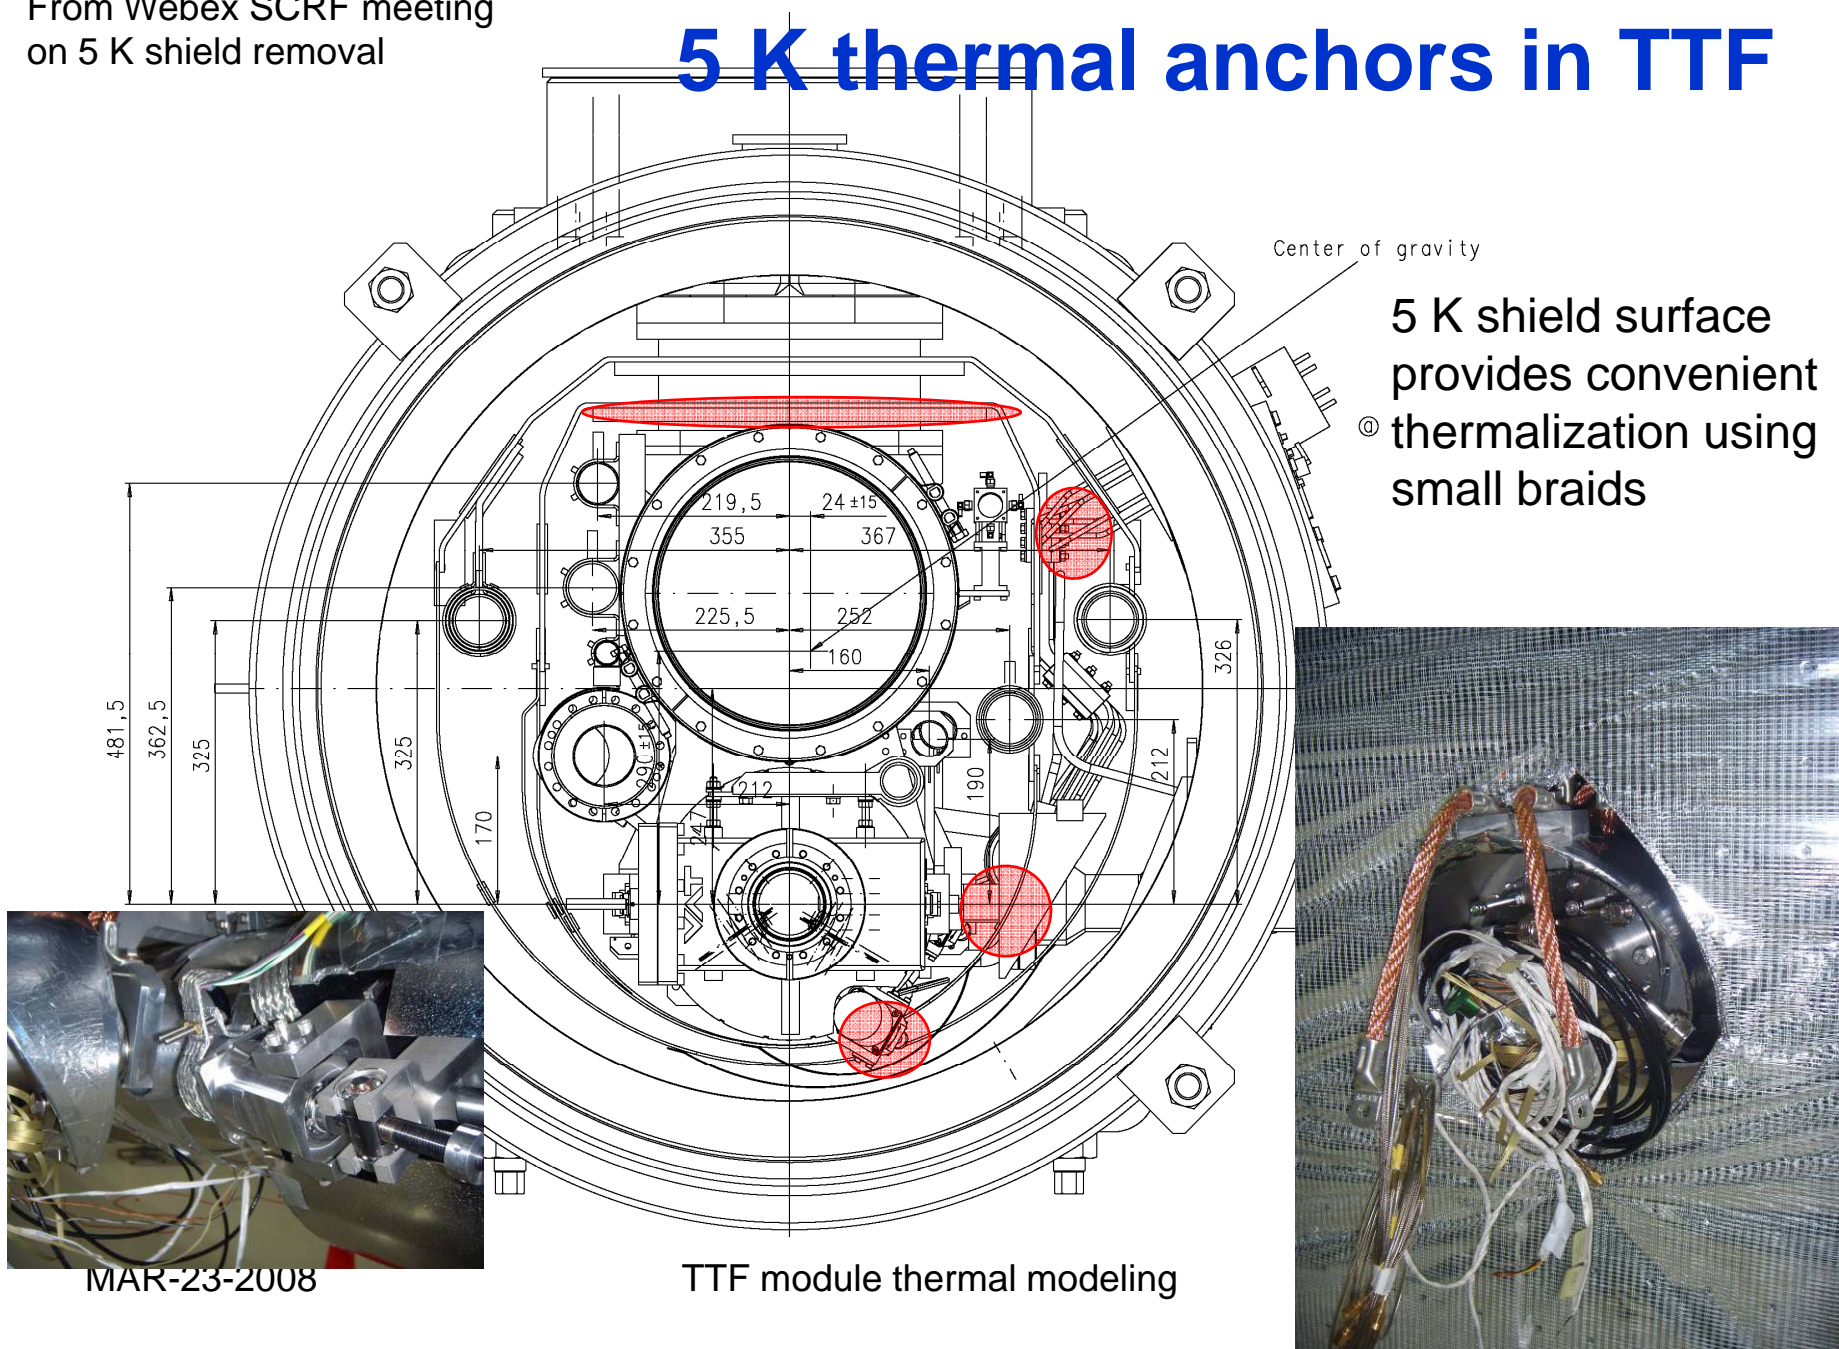 From Webex SCRF meeting
on 5 K shield removal
5 K thermal anchors in TTF
Center of gravity
5 K shield surface
provides convenient
@ thermalization using
small braids
219,5
24±15
355
367
225,5
252
160
326
481,5
362,5
325
325
290±15
212
190
212
170
247
MAR-23-2008
TTF module thermal modeling